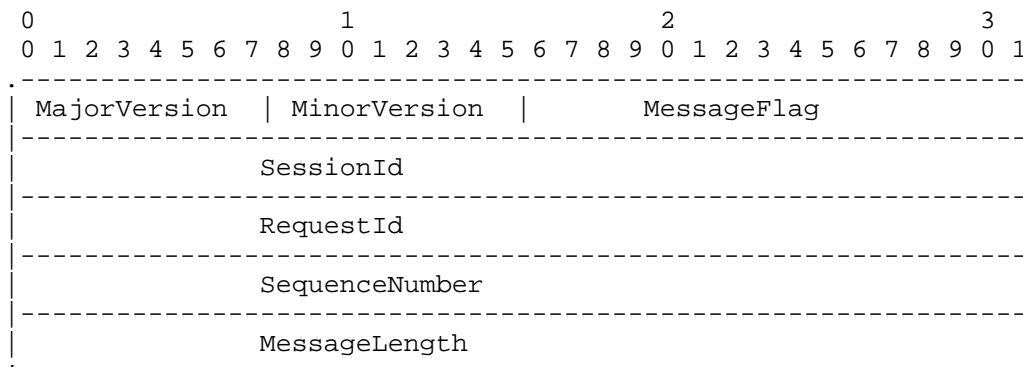 0                   1                   2                   3
0 1 2 3 4 5 6 7 8 9 0 1 2 3 4 5 6 7 8 9 0 1 2 3 4 5 6 7 8 9 0 1
.---------------------------------------------------------------
| MajorVersion  | MinorVersion  |       MessageFlag
|---------------------------------------------------------------
|               SessionId
|---------------------------------------------------------------
|               RequestId
|---------------------------------------------------------------
|               SequenceNumber
|---------------------------------------------------------------
|               MessageLength